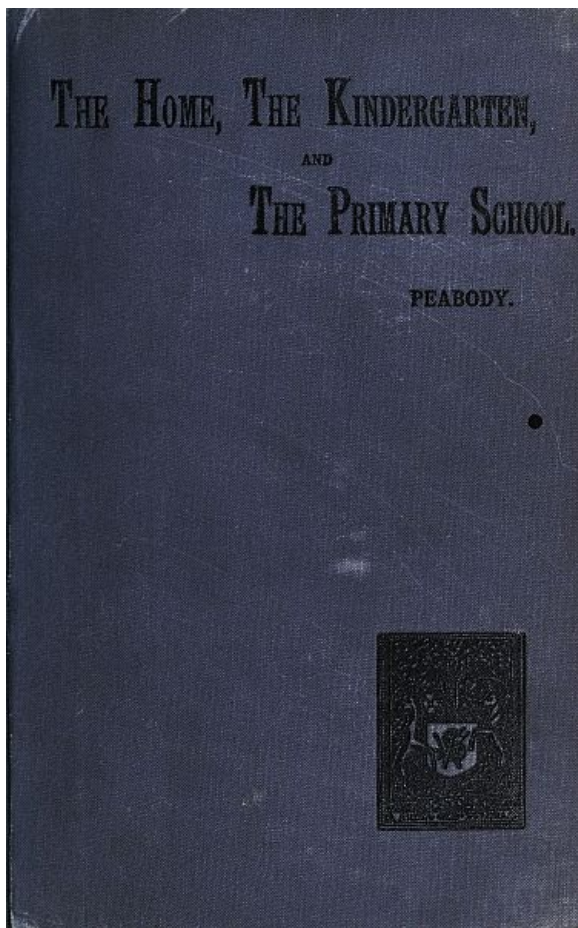 THE HOME, THE KINDERGARTEN,
AND
THE PRIMARY SCHOOL.
PEABODY.